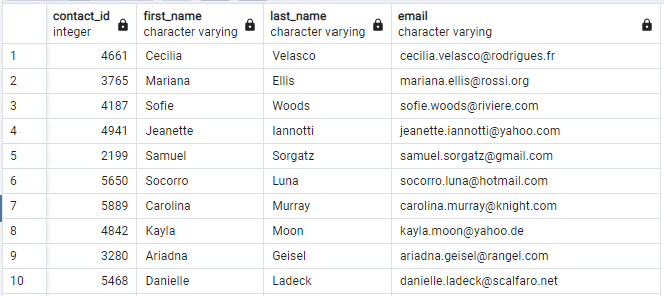 contact_id first_name last_name email
integer character varying character varying character varying
1 4661 Cecilia Velasco cecilia.velasco@rodrigues.fr
2 3765 Mariana Ellis mariana.ellis@rossi.org
3 4187 Sofie Woods sofie.woods@riviere.com
4 4941 Jeanette Iannotti jeanette.iannotti@yahoo.com
5 2199 Samuel Sorgatz samuel.sorgatz@gmail.com
6 5650 Socorro Luna socorro.luna@hotmail.com
7 5889 Carolina Murray carolina.murray@knight.com
8 4842 Kayla Moon kayla.moon@yahoo.de
9 3280 Ariadna Geisel ariadna.geisel@rangel.com
10 5468 Danielle Ladeck danielle.ladeck@scalfaro.net